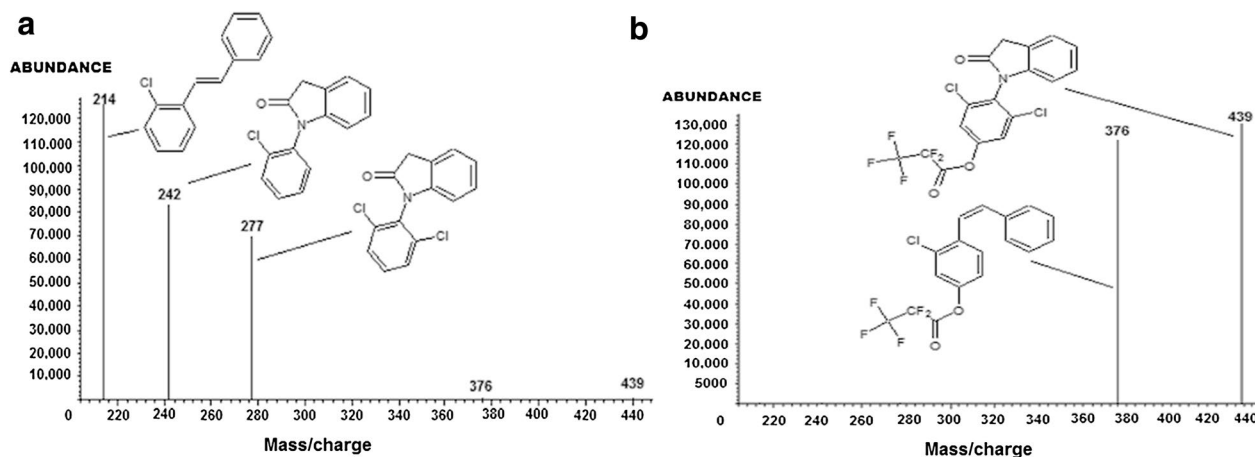 a
ABUNDANCE
214
120.000
110.000
100.000
90.000
80,000
70.000
60.000
50.000
40.000
30.000
20.000
10,000
0
220
240
260
280
300
320
340
360
380
400
420
440
242
277
376
439
Cl
O
N
Cl
O
N
Cl
Cl
Mass/charge
b
ABUNDANCE
130,000
120,000
110,000
100,000
90,000
80,000
70,000
60,000
50,000
40,000
30,000
20,000
10,000
5000
0
220
240
260
280
300
320
340
360
380
400
420
440
376
439
O
N
Cl
Cl
F
F
F
CF2
O
O
Cl
F
F
F
CF2
O
O
Mass/charge